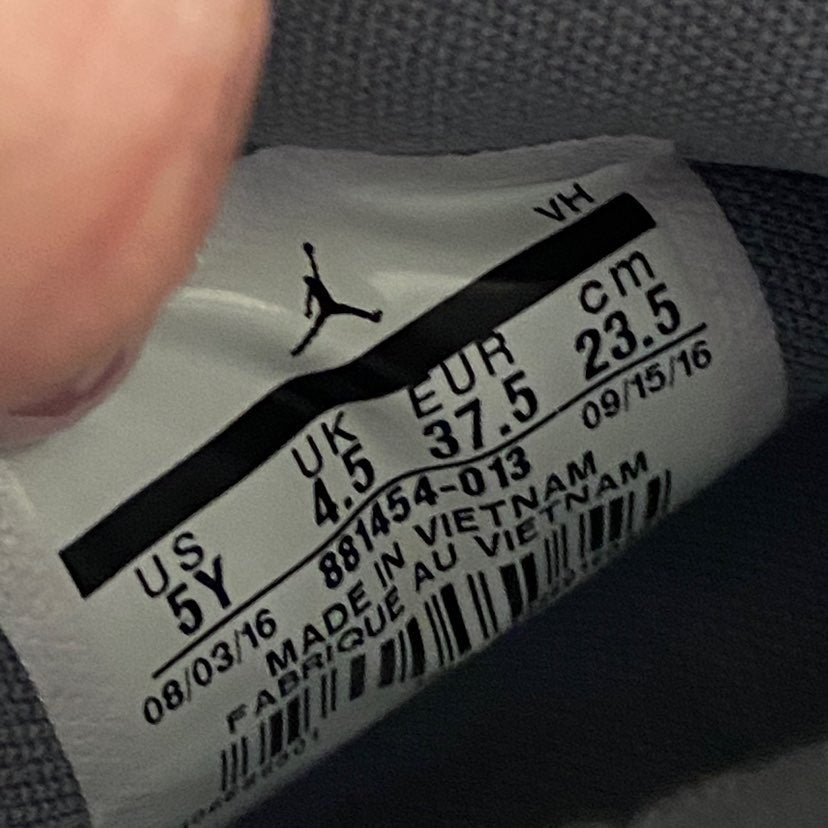 VH
US UK EUR cm
5Y 4.5 37.5 23.5
08/03/16 881454-013 09/15/16
MADE IN VIETNAM
FABRIQUE AU VIETNAM